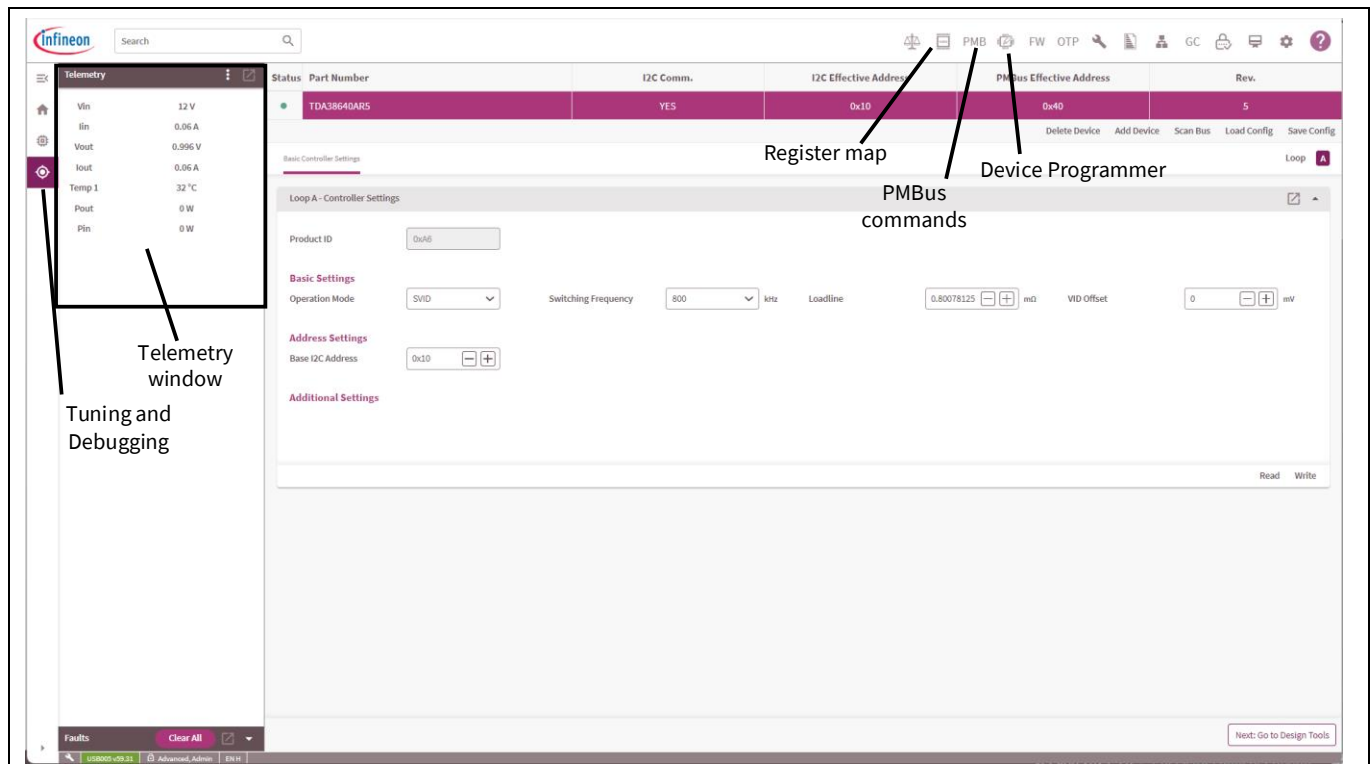 infineon
Search
PMB FW OTP GC ?
Telemetry
Vin 12 V
Iin 0.06 A
Vout 0.996 V
Iout 0.06 A
Temp 1 32 °C
Pout 0 W
Pin 0 W
Status Part Number I2C Comm. I2C Effective Address PMBus Effective Address Rev.
TDA38640AR5 YES 0x10 0x40 5
Delete Device Add Device Scan Bus Load Config Save Config
Basic Controller Settings
Loop A
Register map
PMBus
commands
Device Programmer
Loop A - Controller Settings
Product ID 0xA6
Basic Settings
Operation Mode SVID Switching Frequency 800 kHz Loadline 0.80078125 mΩ VID Offset 0 mV
Address Settings
Base I2C Address 0x10
Additional Settings
Telemetry
window
Tuning and
Debugging
Read Write
Next: Go to Design Tools
Faults Clear All
USB005-v59.31 Advanced, Admin EN H